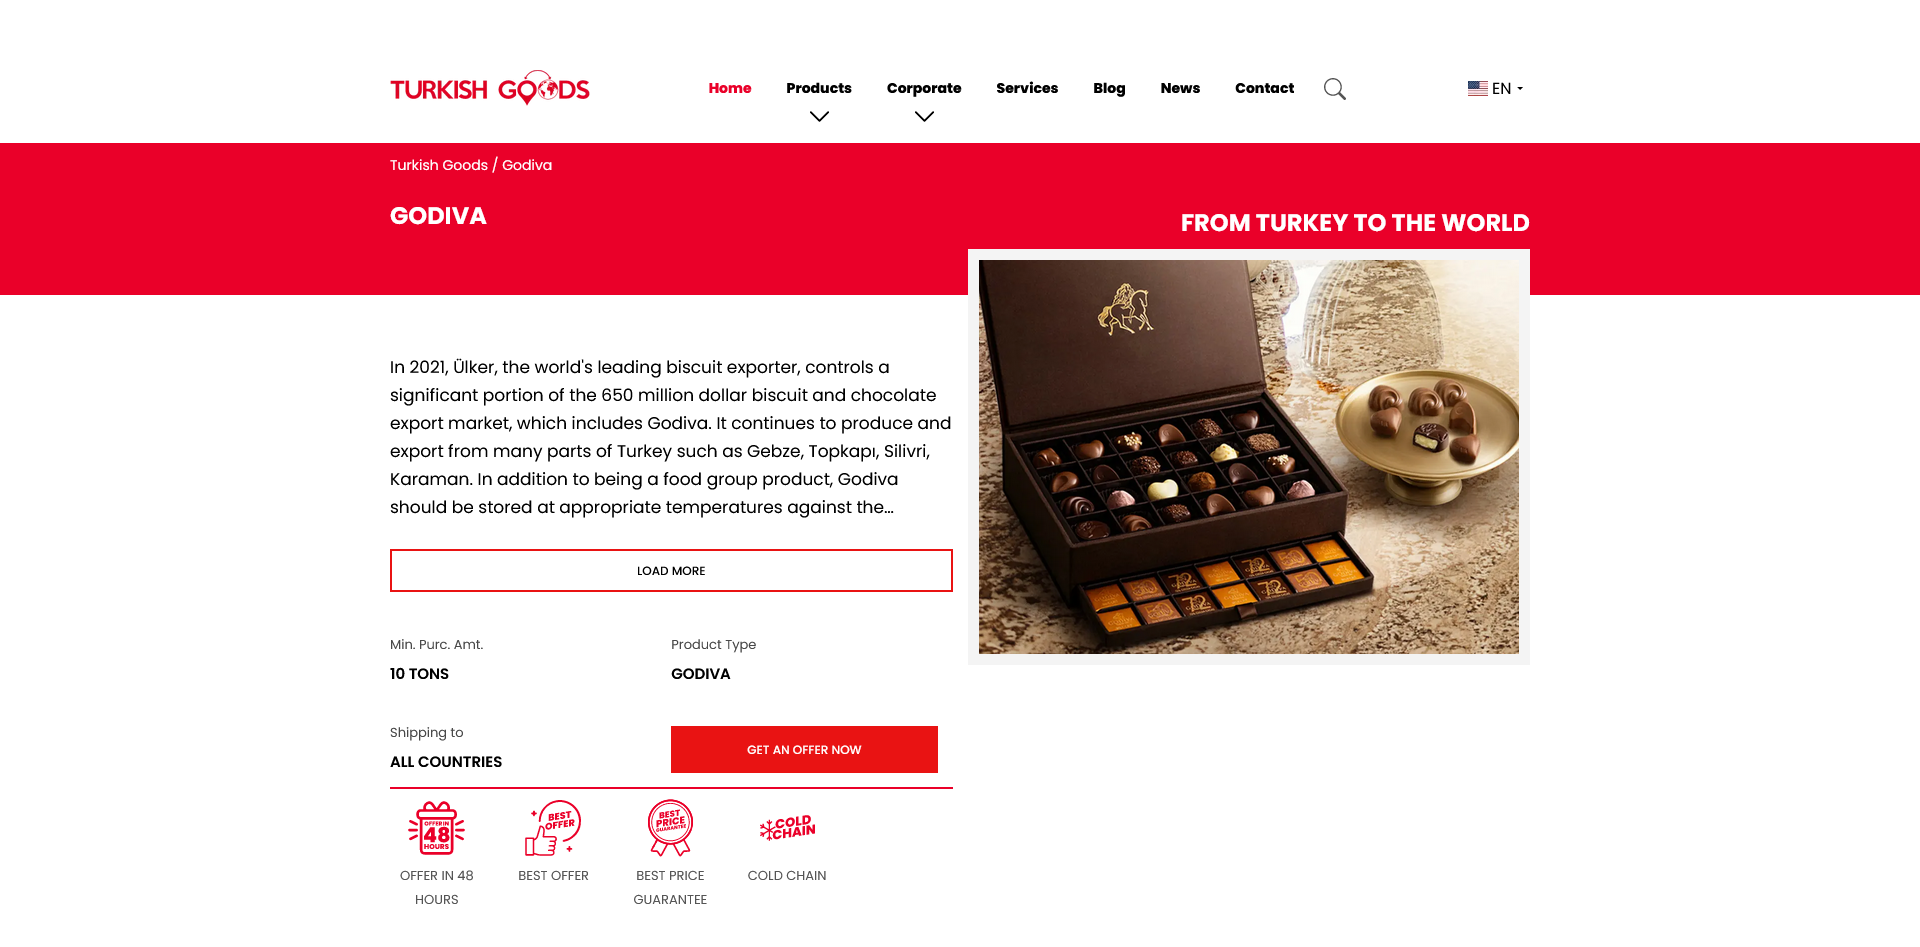 TURKISH GOODS
Home
Products
Corporate
Services
Blog
News
Contact
EN
Turkish Goods / Godiva
GODIVA
FROM TURKEY TO THE WORLD
In 2021, Ülker, the world's leading biscuit exporter, controls a
significant portion of the 650 million dollar biscuit and chocolate
export market, which includes Godiva. It continues to produce and
export from many parts of Turkey such as Gebze, Topkapı, Silivri,
Karaman. In addition to being a food group product, Godiva
should be stored at appropriate temperatures against the...
LOAD MORE
Min. Purc. Amt.
10 TONS
Product Type
GODIVA
Shipping to
ALL COUNTRIES
GET AN OFFER NOW
OFFER IN
48
HOURS
BEST
OFFER
BEST
PRICE
GUARANTEE
COLD
CHAIN
OFFER IN 48
HOURS
BEST OFFER
BEST PRICE
GUARANTEE
COLD CHAIN
72
72
72
72